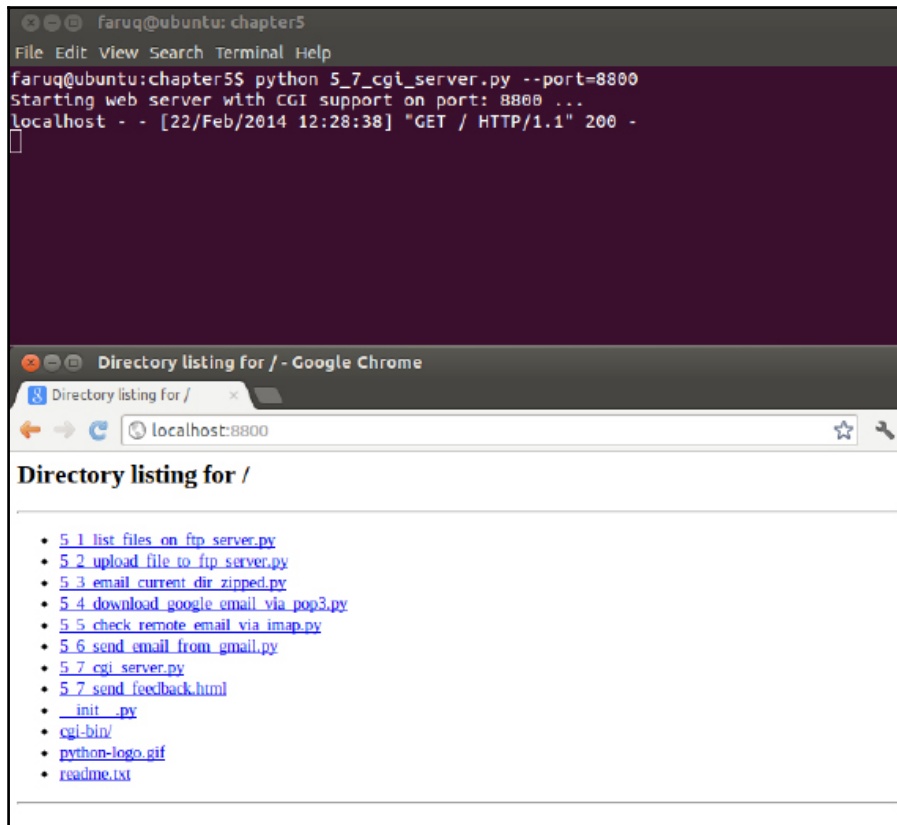 faruq@ubuntu: chapter5
File Edit View Search Terminal Help
faruq@ubuntu:chapter5$ python 5_7_cgi_server.py --port=8800
Starting web server with CGI support on port: 8800 ...
localhost - - [22/Feb/2014 12:28:38] "GET / HTTP/1.1" 200 -
Directory listing for / - Google Chrome
Directory listing for /
localhost:8800
Directory listing for /
5_1_list_files_on_ftp_server.py
5_2_upload_file_to_ftp_server.py
5_3_email_current_dir_zipped.py
5_4_download_google_email_via_pop3.py
5_5_check_remote_email_via_imap.py
5_6_send_email_from_gmail.py
5_7_cgi_server.py
5_7_send_feedback.html
__init__.py
cgi-bin/
python-logo.gif
readme.txt